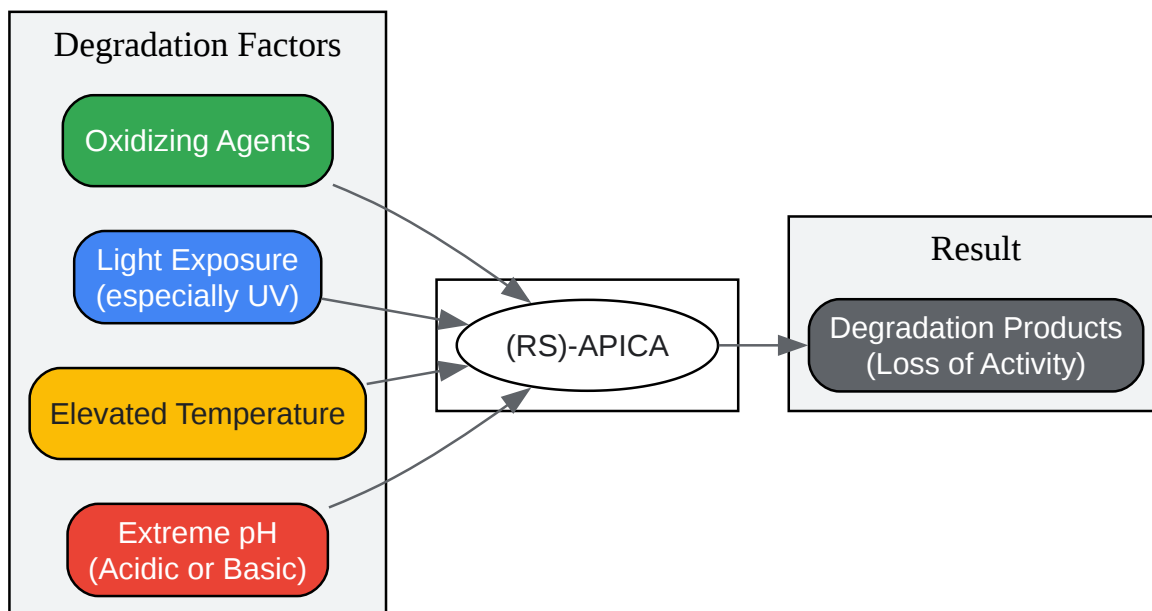 Degradation Factors
Oxidizing Agents
Light Exposure
(especially UV)
Elevated Temperature
Extreme pH
(Acidic or Basic)
(RS)-APICA
Result
Degradation Products
(Loss of Activity)